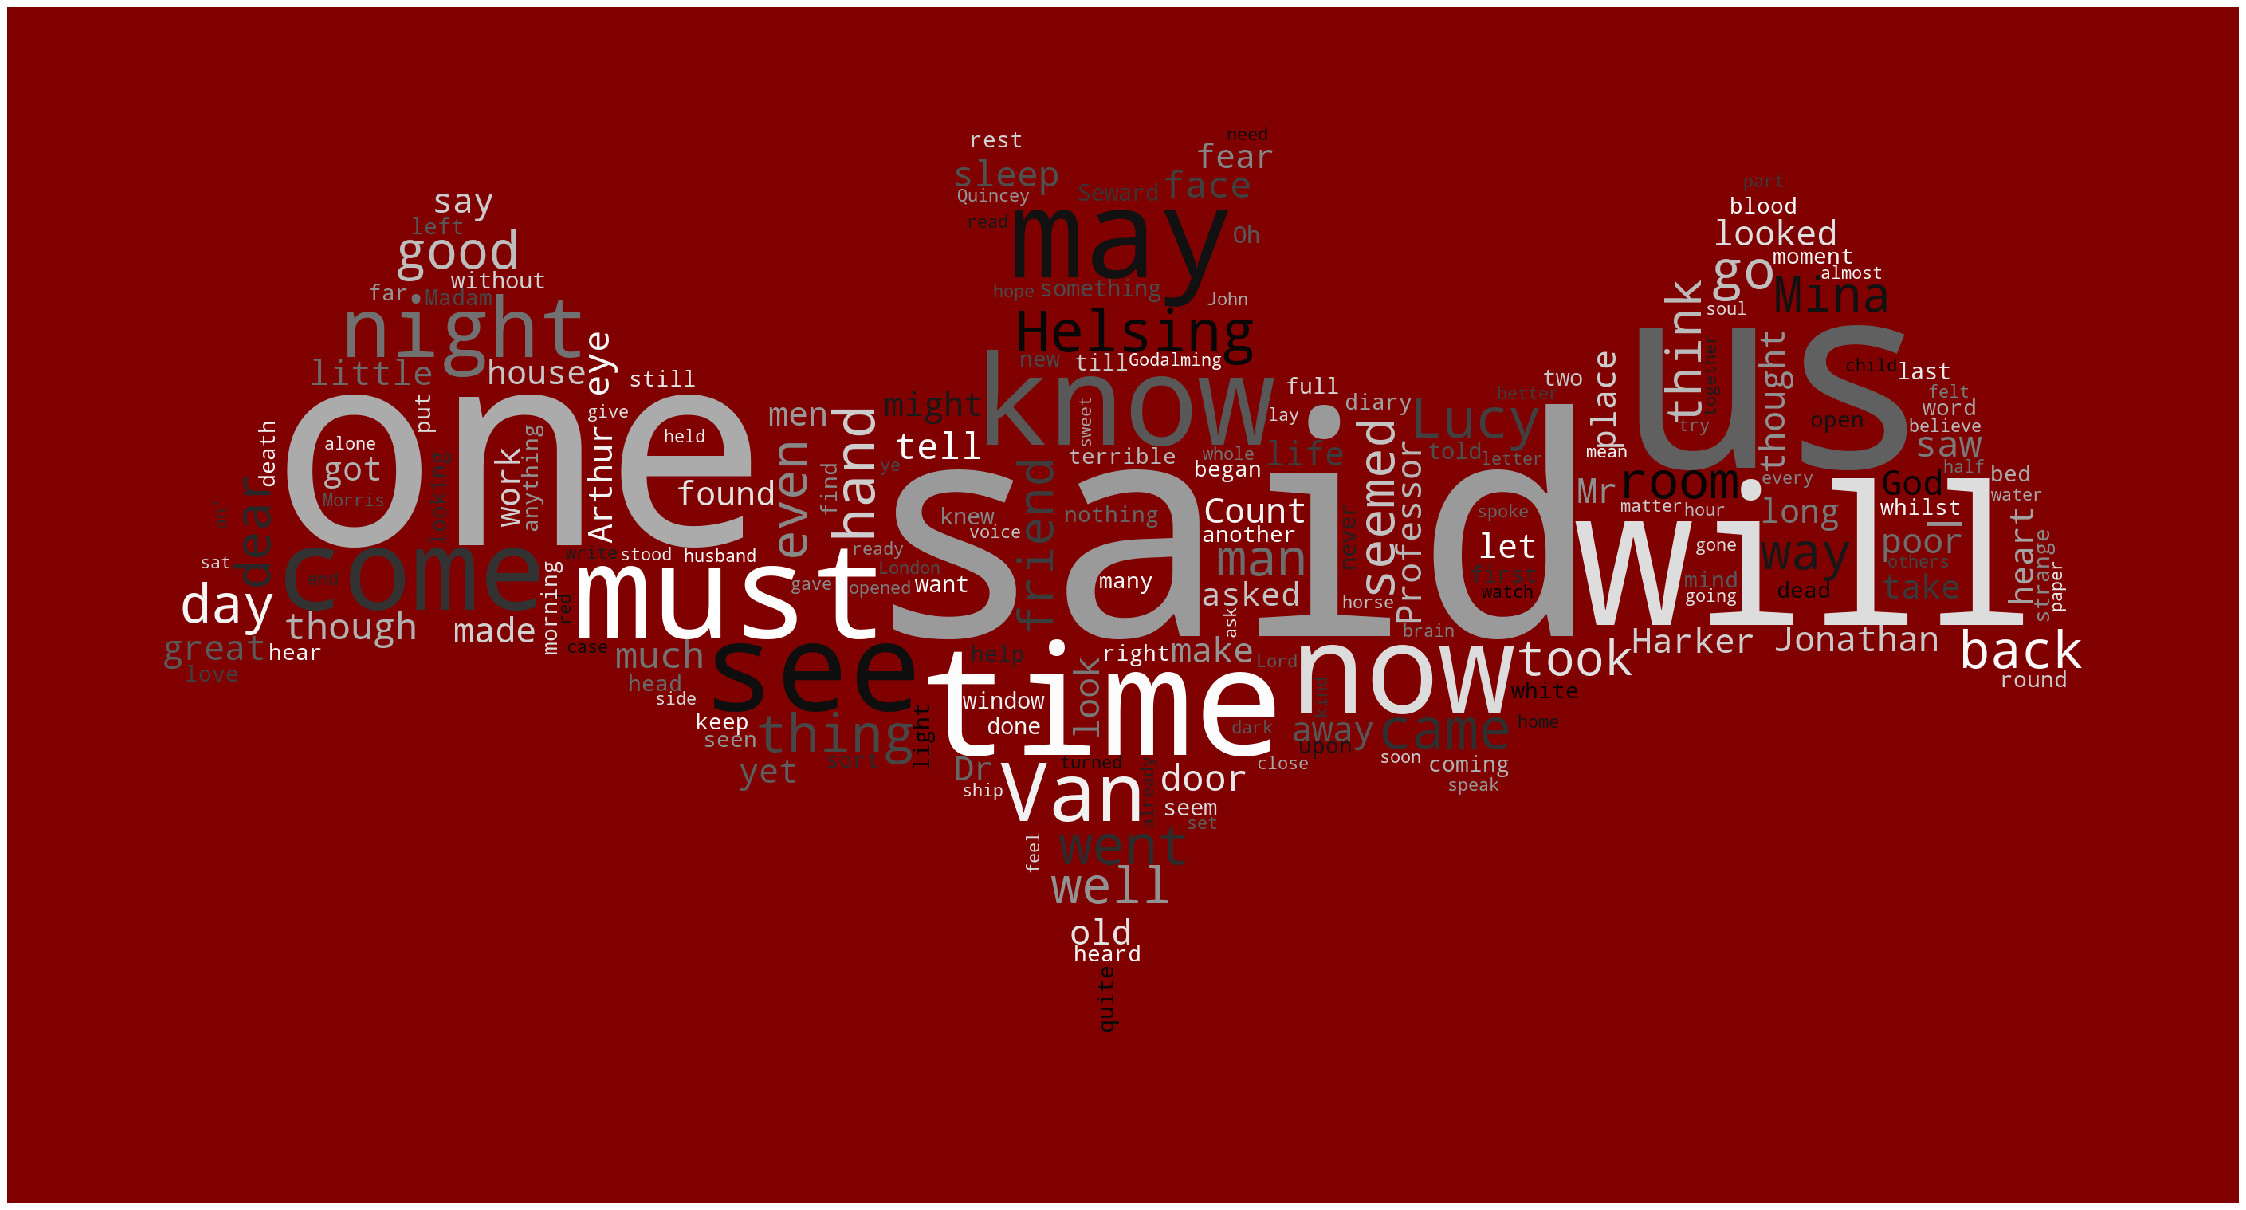 rest
need
sleep
fear
Quincey
Seward
face
part
say
read
may
Oh
blood
left
looked
good
go
moment
without
almost
far
Madam
hope
something
John
think
Mina
night
Helsing
soul
us
eye
new
till
Godalming
together
thought
child
last
little
house
still
know
full
two
place
better
felt
put
give
men
hand
might
lay
diary
Lucy
open
word
one
alone
held
sweet
try
believe
death
got
Arthur
even
tell
whole
life
told
mean
saw
looking
work
anything
find
ye
terrible
began
seemed
Professor
letter
half
dear
Morris
found
said
Mr
room
every
God
bed
water
friend
knew
nothing
Count
never
spoke
matter
hour
long
whilst
voice
another
will
heart
come
write
stood
husband
ready
man
let
gone
way
poor
strange
sat
end
morning
must
London
first
mind
others
opened
gave
want
many
watch
going
dead
take
paper
day
red
asked
horse
though
made
ask
brain
great
hear
case
much
see
time
help
right
make
Lord
now
took
Harker
Jonathan
back
love
head
look
kind
white
round
side
window
keep
light
done
dark
away
came
home
seen
thing
upon
yet
sort
Dr
Van
turned
already
door
close
soon
coming
ship
seem
speak
set
feel
went
well
old
heard
quite